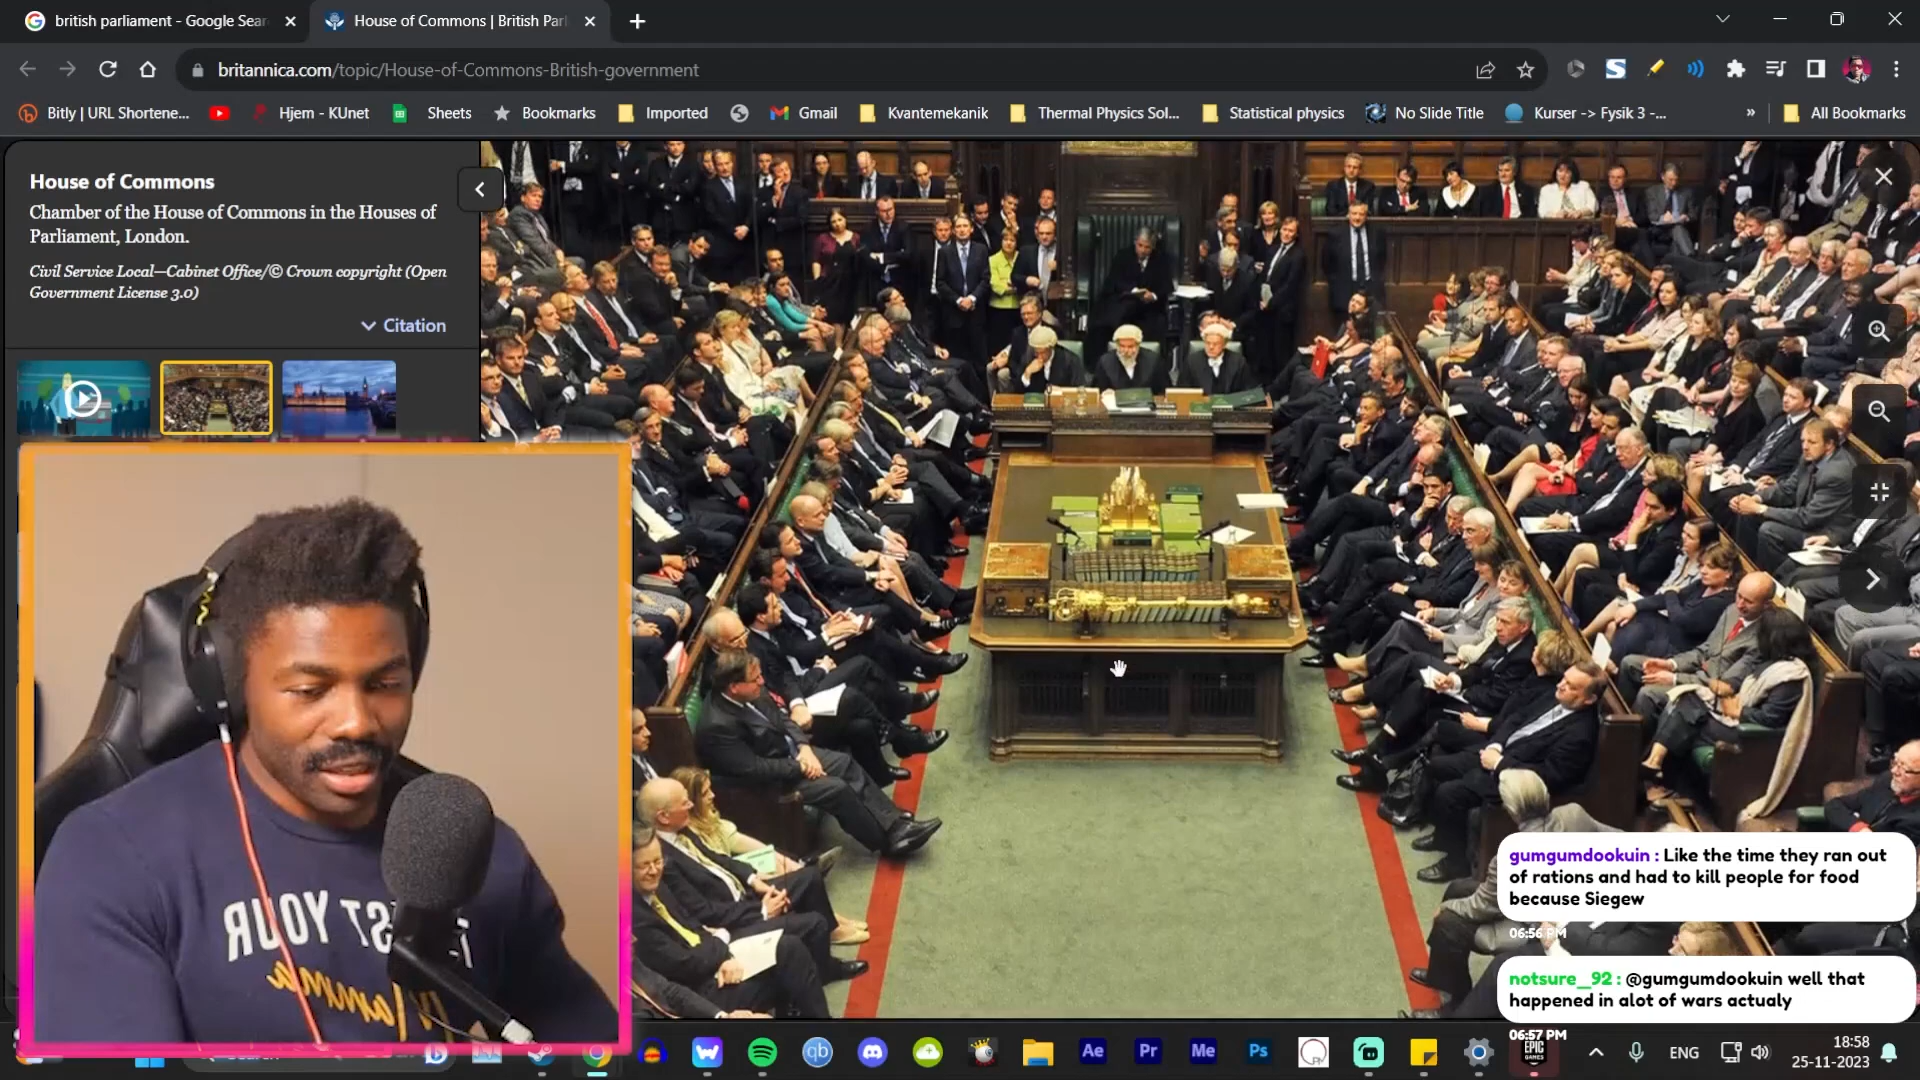 british parliament - Google Sear
House of Commons | British Parl
britannica.com/topic/House-of-Commons-British-government
Bitly | URL Shortene...
Hjem - KUnet
Sheets
Bookmarks
Imported
Gmail
Kvantemekanik
Thermal Physics Sol...
Statistical physics
No Slide Title
Kurser -> Fysik 3 -...
»
All Bookmarks
House of Commons
Chamber of the House of Commons in the Houses of
Parliament, London.
Civil Service Local—Cabinet Office/© Crown copyright (Open
Government License 3.0)
Citation
YOUR
gumgumdookuin : Like the time they ran out
of rations and had to kill people for food
because Siegew
06:56 PM
notsure_92 : @gumgumdookuin well that
happened in alot of wars actualy
06:57 PM
qb
Ae
Pr
Me
Ps
EPIC
GAMES
ENG
18:58
25-11-2023